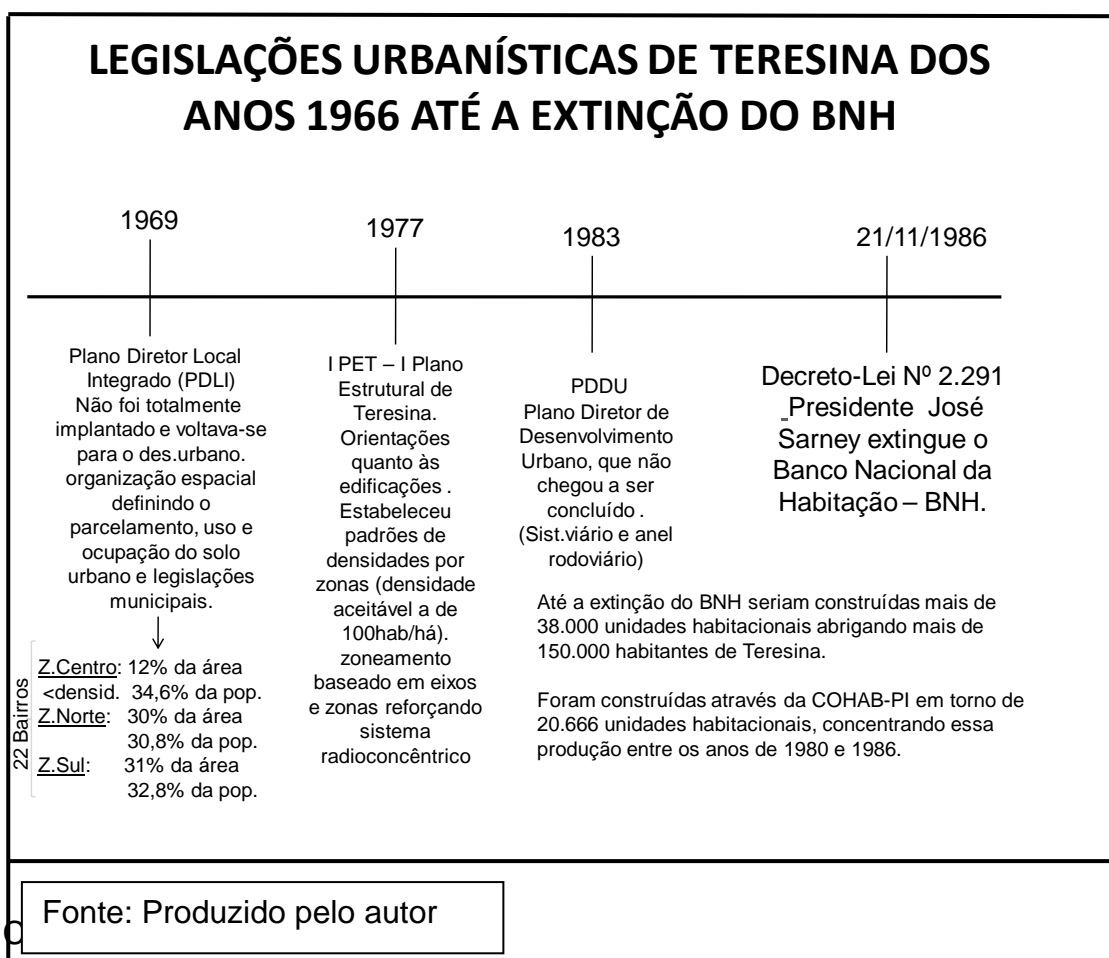 LEGISLAÇÕES URBANÍSTICAS DE TERESINA DOS
ANOS 1966 ATÉ A EXTINÇÃO DO BNH
1969
Plano Diretor Local
Integrado (PDLI)
Não foi totalmente
implantado e voltava-se
para o des.urbano.
organização espacial
definindo o
parcelamento, uso e
ocupação do solo
urbano e legislações
municipais.
22 Bairros
Z.Centro: 12% da área
<densid. 34,6% da pop.
Z.Norte: 30% da área
30,8% da pop.
Z.Sul: 31% da área
32,8% da pop.
1977
I PET – I Plano
Estrutural de
Teresina.
Orientações
quanto às
edificações .
Estabeleceu
padrões de
densidades por
zonas (densidade
aceitável a de
100hab/há).
zoneamento
baseado em eixos
e zonas reforçando
sistema
radioconcêntrico
1983
PDDU
Plano Diretor de
Desenvolvimento
Urbano, que não
chegou a ser
concluído .
(Sist.viário e anel
rodoviário)
21/11/1986
Decreto-Lei Nº 2.291
Presidente José
Sarney extingue o
Banco Nacional da
Habitação – BNH.
Até a extinção do BNH seriam construídas mais de
38.000 unidades habitacionais abrigando mais de
150.000 habitantes de Teresina.
Foram construídas através da COHAB-PI em torno de
20.666 unidades habitacionais, concentrando essa
produção entre os anos de 1980 e 1986.
Fonte: Produzido pelo autor